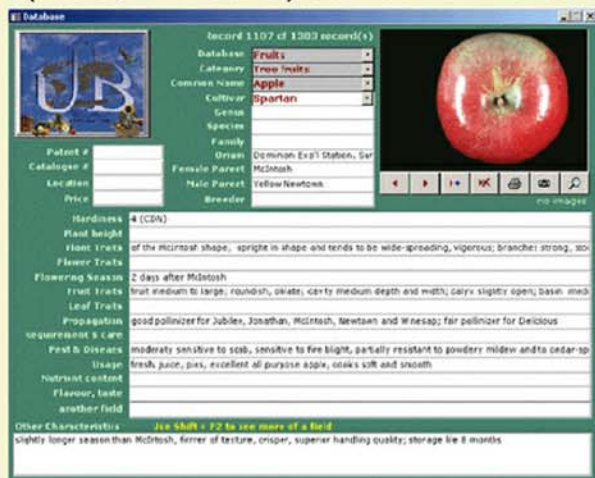 Database
Record 1107 of 1303 record(s)
Database Fruits
Category Tree fruits
Common Name Apple
Cultivar Spartan
Genus
Species
Family
Origin Dominion Exp'l Station, Sum
Female Parent McIntosh
Male Parent Yellow Newtown
Breeder
UB
Patent #
Catalogue #
Location
Price
no images
Hardiness 4 (CDN)
Plant height
Plant Traits of the McIntosh shape, upright in shape and tends to be wide-spreading, vigorous; branches strong,
Flower Traits
Flowering Season 2 days after McIntosh
Fruit Traits fruit medium to large; roundish, oblate; cavity medium depth and width; calyx slightly open; basin
Leaf Traits
Propagation good pollinizer for Jubilee, Jonathan, McIntosh, Newtown and Winesap; fair pollinizer for Delicious
requirement & care
Pest & Disease moderaty sensitive to scab, sensitive to fire blight, partially resistant to powdery mildew and to cedar-ap
Usage fresh, juice, pies, excellent all purpose apple, cooks soft and smooth
Nutrient content
Flavour, taste
another field
Other Characteristics Use Shift + F2 to see more of a field
slightly longer season than McIntosh, firmer of texture, crisper, superior handling quality; storage life 8 months